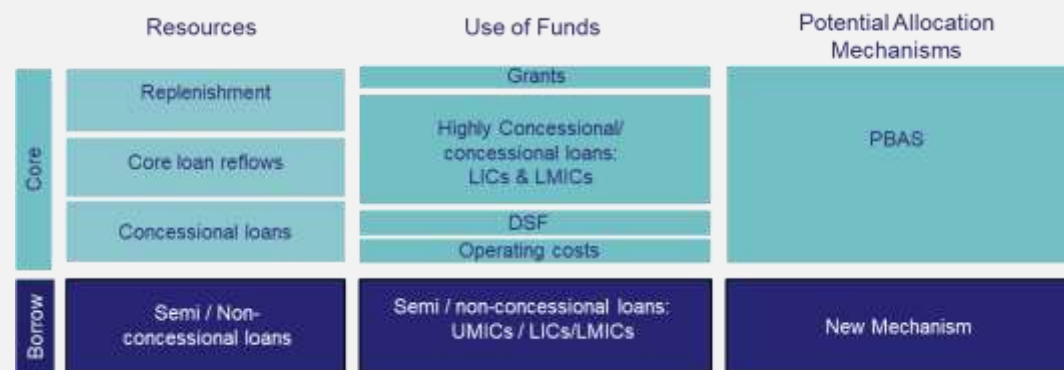 Resources
Use of Funds
Potential Allocation
Mechanisms
Core
Replenishment
Core loan reflows
Concessional loans
Grants
Highly Concessional/
concessional loans:
LICs & LMICs
DSF
Operating costs
PBAS
Borrow
Semi / Non-
concessional loans
Semi / non-concessional loans:
UMICs / LICs/LMICs
New Mechanism